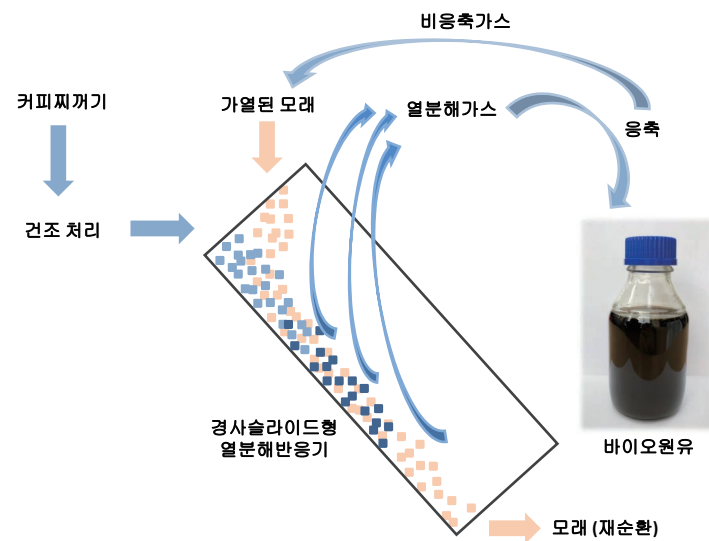 비응축가스
커피찌꺼기
가열된 모래
열분해가스
응축
건조 처리
경사슬라이드형
열분해반응기
바이오원유
모래 (재순환)